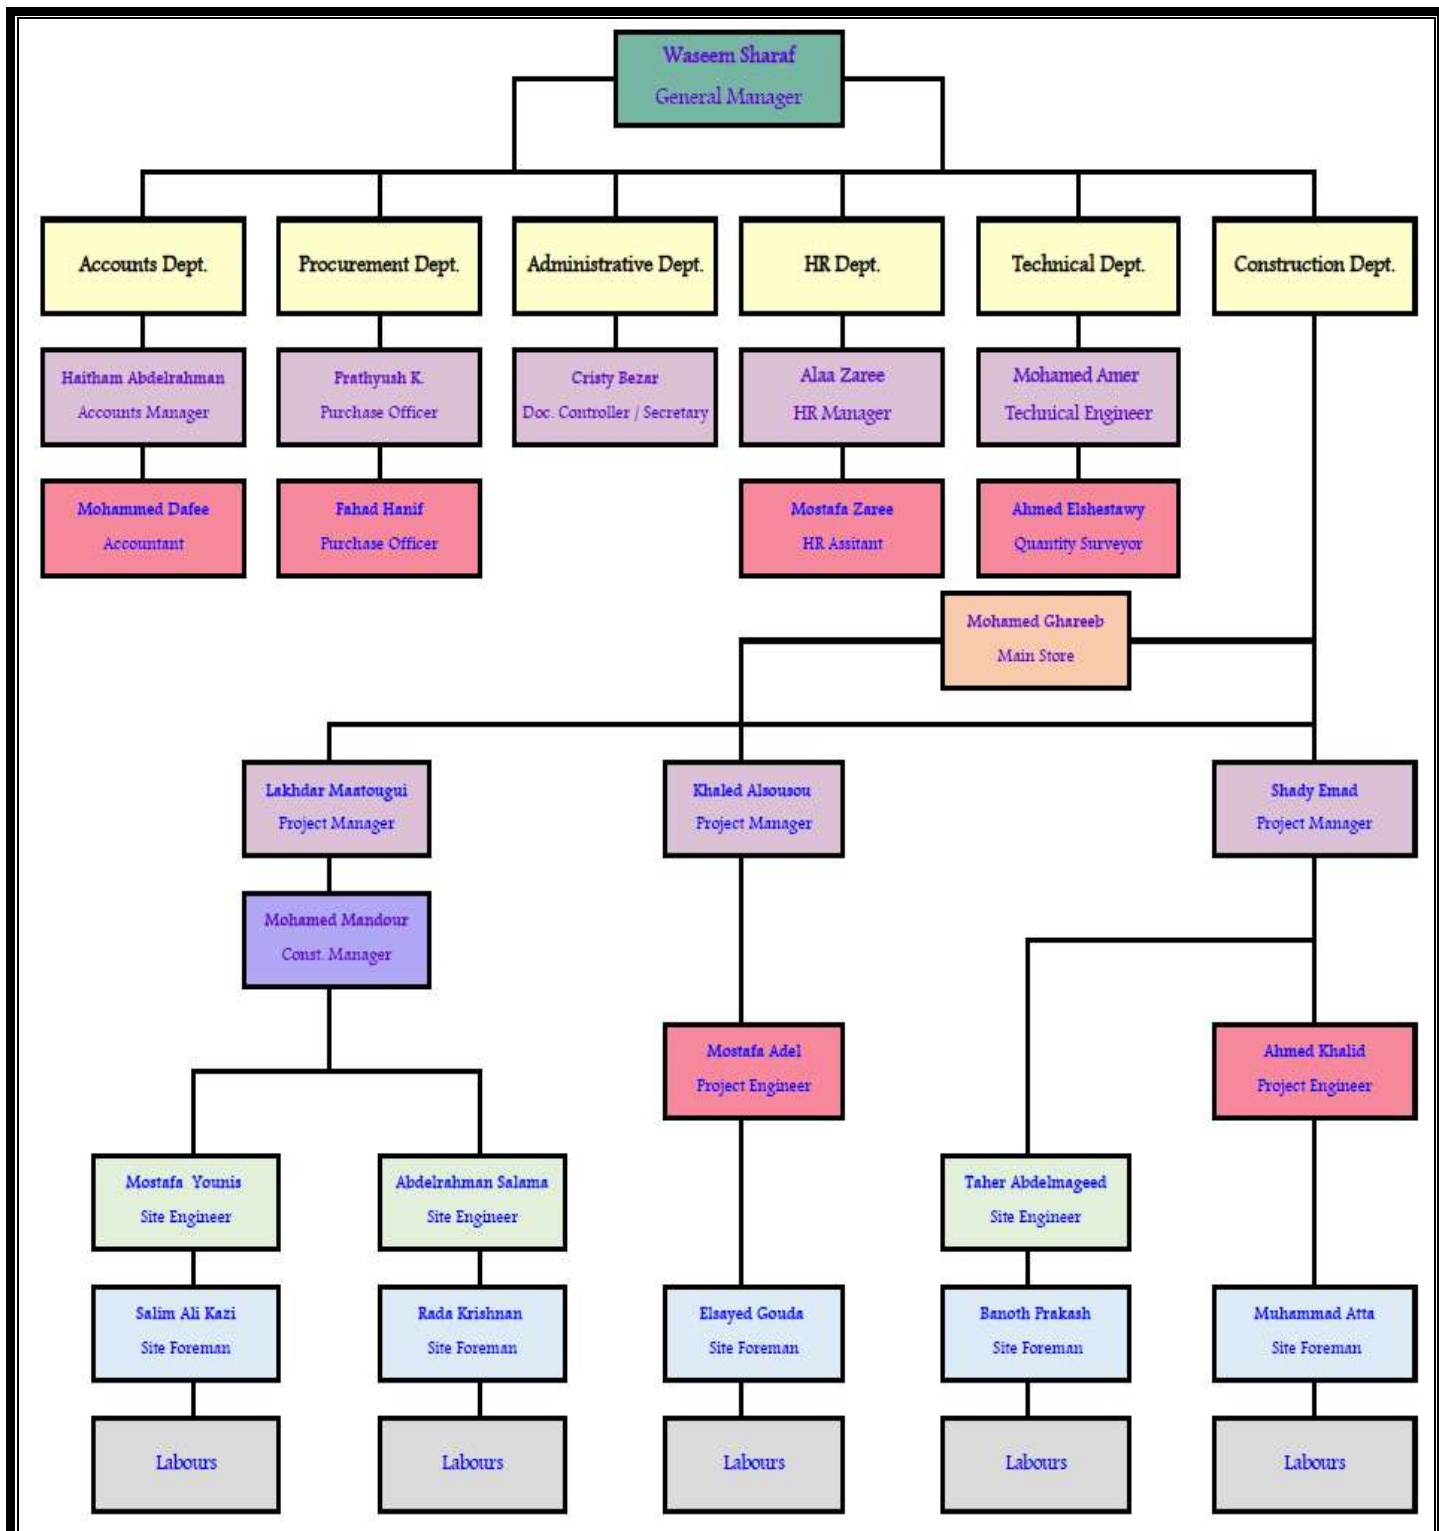 Waseem Sharaf
General Manager
Accounts Dept.
Procurement Dept.
Administrative Dept.
HR Dept.
Technical Dept.
Construction Dept.
Haitham Abdelrahman
Accounts Manager
Prathyush K.
Purchase Officer
Cristy Bezar
Doc. Controller / Secretary
Alaa Zaree
HR Manager
Mohamed Amer
Technical Engineer
Mohammed Dafee
Accountant
Fahad Hanif
Purchase Officer
Mostafa Zaree
HR Assitant
Ahmed Elshestawy
Quantity Surveyor
Mohamed Ghareeb
Main Store
Lakhdar Maatougui
Project Manager
Khaled Alsousou
Project Manager
Shady Emad
Project Manager
Mohamed Mandour
Const. Manager
Mostafa Adel
Project Engineer
Ahmed Khalid
Project Engineer
Mostafa Younis
Site Engineer
Abdelrahman Salama
Site Engineer
Taher Abdelmageed
Site Engineer
Salim Ali Kazi
Site Foreman
Rada Krishnan
Site Foreman
Elsayed Gouda
Site Foreman
Banoth Prakash
Site Foreman
Muhammad Atta
Site Foreman
Labours
Labours
Labours
Labours
Labours